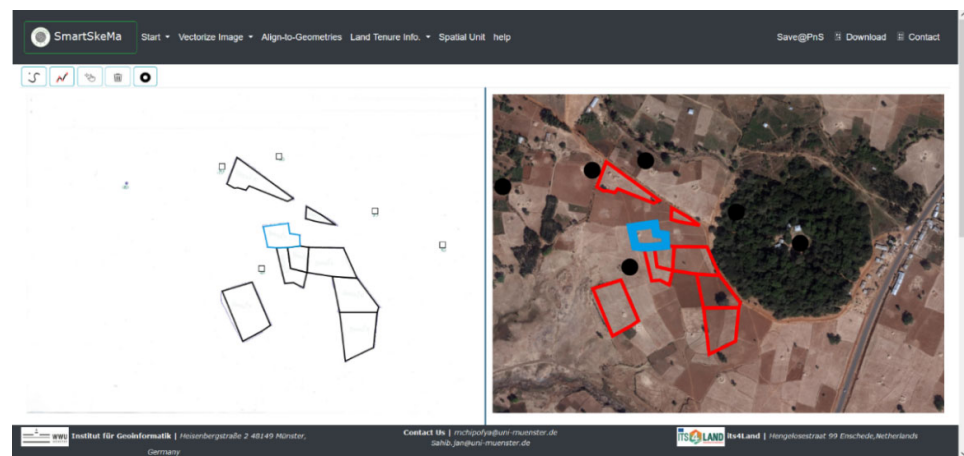 SmartSkeMa Start Vectorize Image Align-to-Geometries Land Tenure Info. Spatial Unit help Save@PnS Download Contact
WWU Institut für Geoinformatik | Heisenbergstraße 2 48149 Münster,
Germany
Contact Us | mchipofya@uni-muenster.de
Sahib.jan@uni-muenster.de
ITS4LAND its4Land | Hengelosestraat 99 Enschede,Netherlands